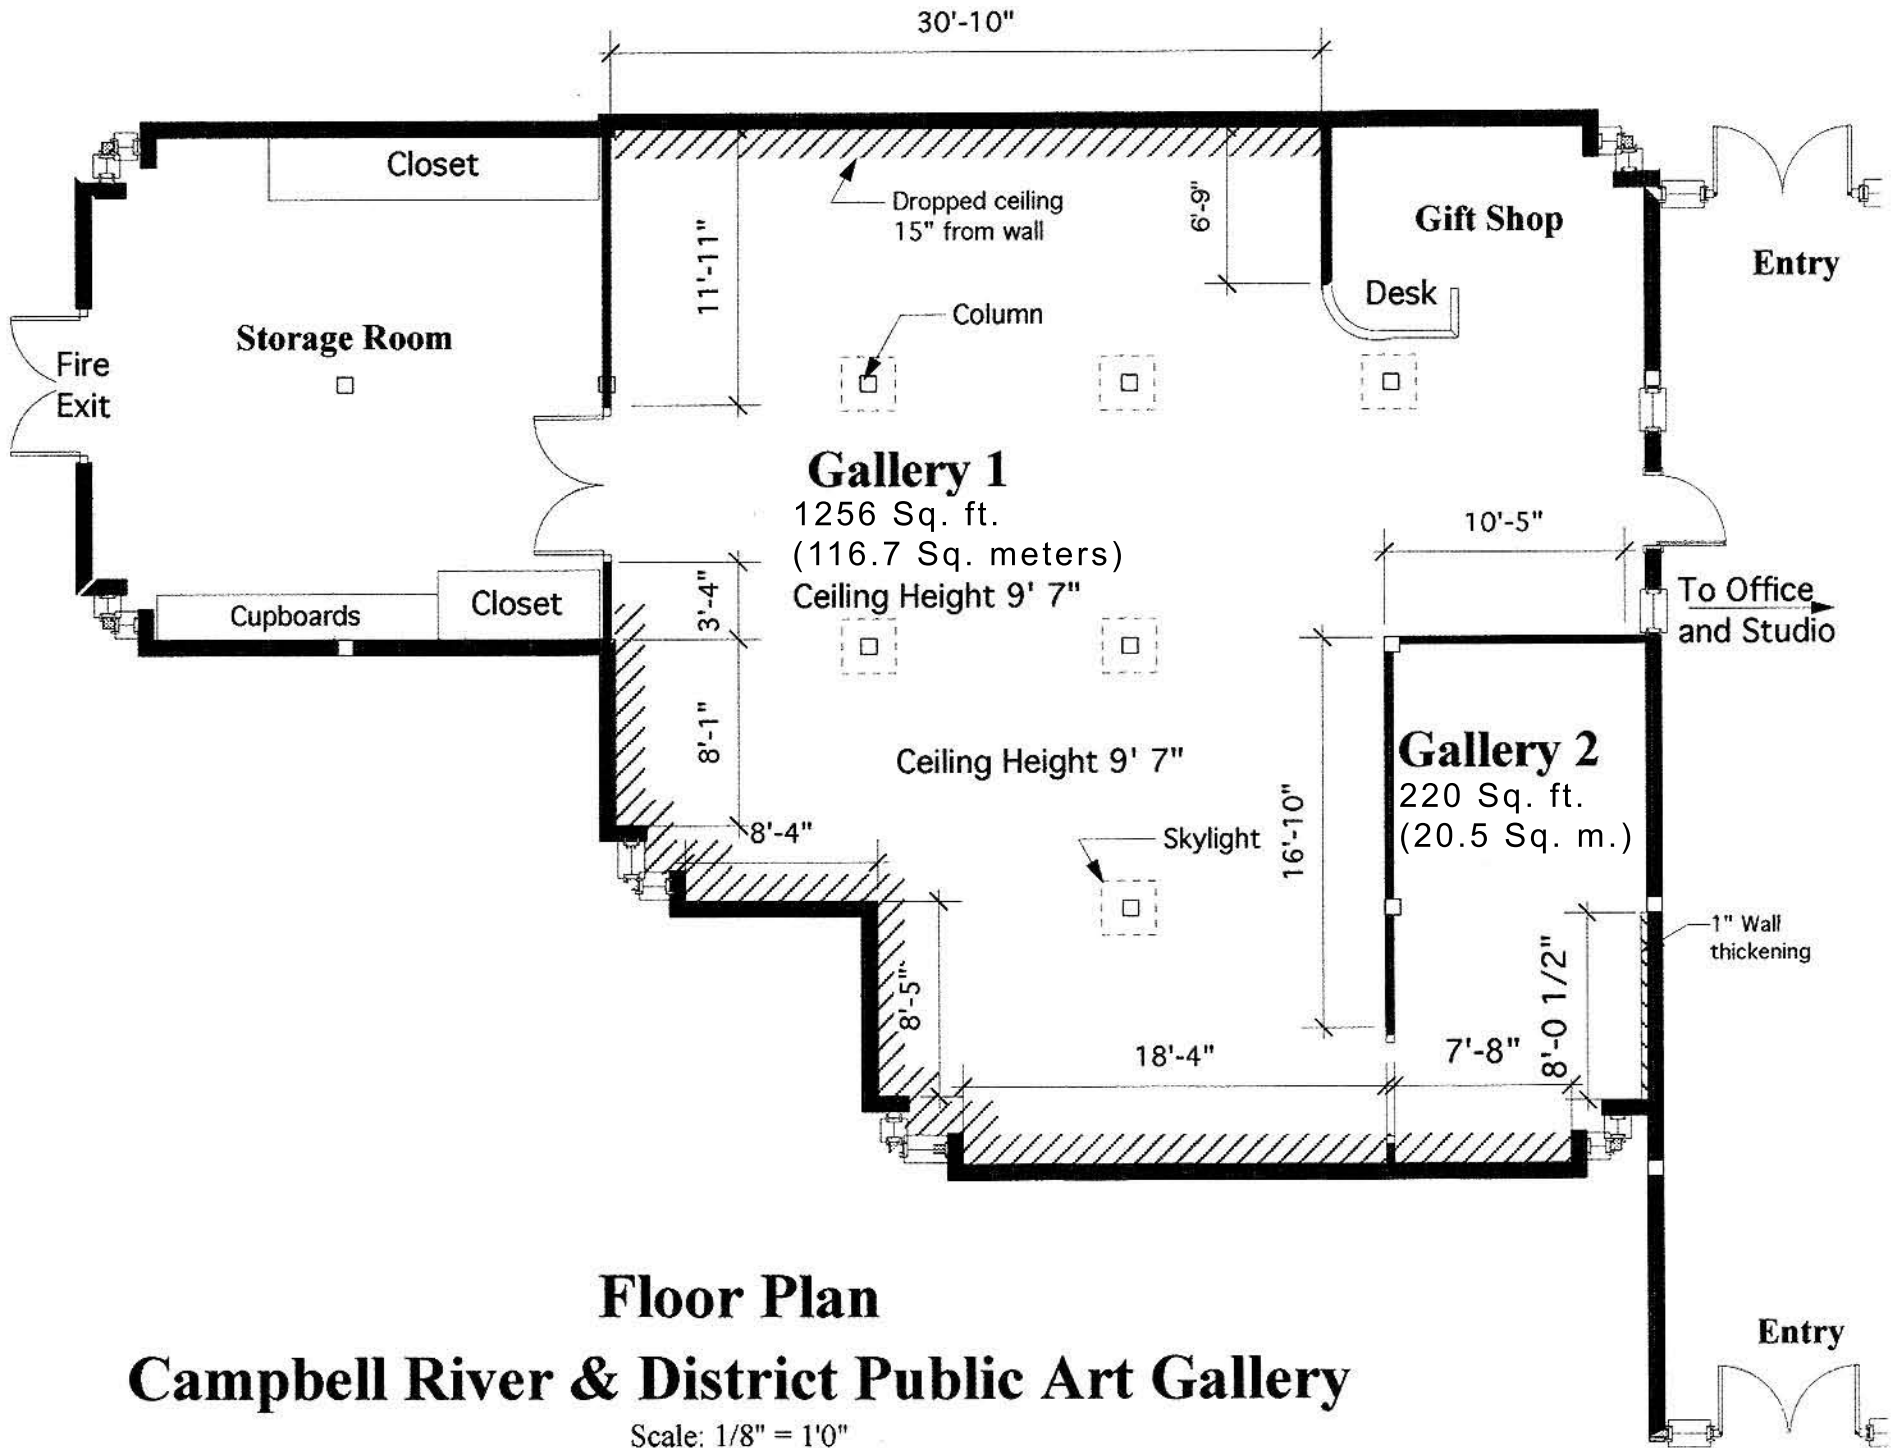 30'-10"
Closet
Dropped ceiling
15" from wall
6'-9"
Gift Shop
Entry
11'-11"
Desk
Column
Storage Room
Fire
Exit
Gallery 1
1256 Sq. ft.
(116.7 Sq. meters)
Ceiling Height 9' 7"
10'-5"
To Office
and Studio
3'-4"
Cupboards
Closet
8'-1"
Ceiling Height 9' 7"
Gallery 2
220 Sq. ft.
(20.5 Sq. m.)
8'-4"
Skylight
16'-10"
1" Wall
thickening
8'-5"
8'-0 1/2"
18'-4"
7'-8"
Floor Plan
Campbell River & District Public Art Gallery
Scale: 1/8" = 1'0"
Entry